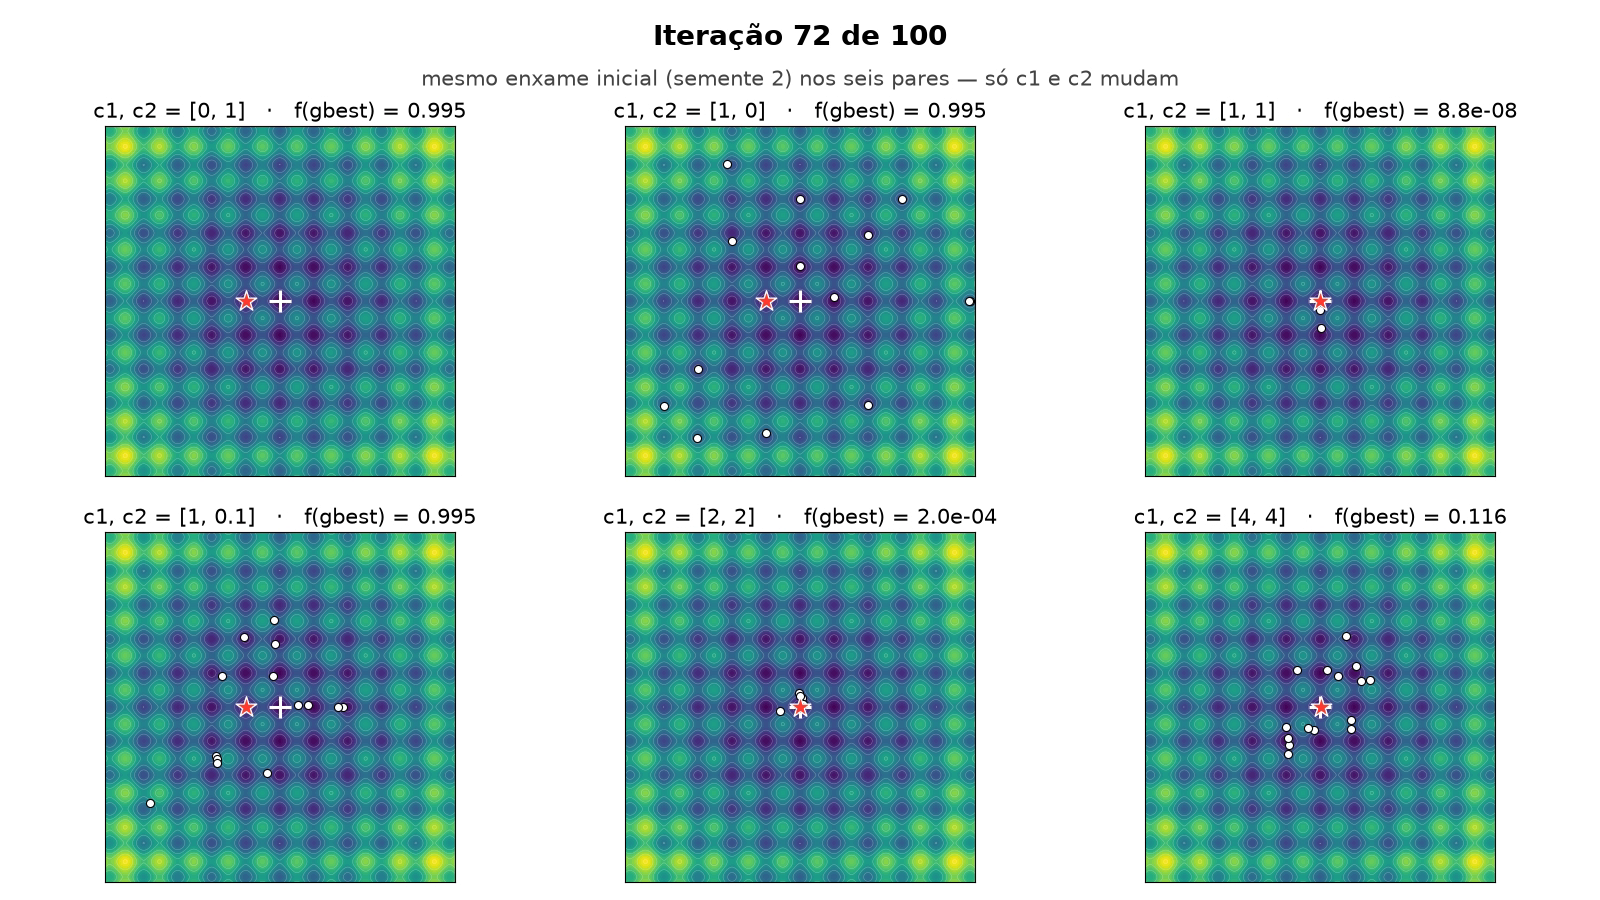 Iteração 72 de 100
mesmo enxame inicial (semente 2) nos seis pares — só c1 e c2 mudam
c1, c2 = [0, 1]   ·   f(gbest) = 0.995
c1, c2 = [1, 0]   ·   f(gbest) = 0.995
c1, c2 = [1, 1]   ·   f(gbest) = 8.8e-08
c1, c2 = [1, 0.1]   ·   f(gbest) = 0.995
c1, c2 = [2, 2]   ·   f(gbest) = 2.0e-04
c1, c2 = [4, 4]   ·   f(gbest) = 0.116